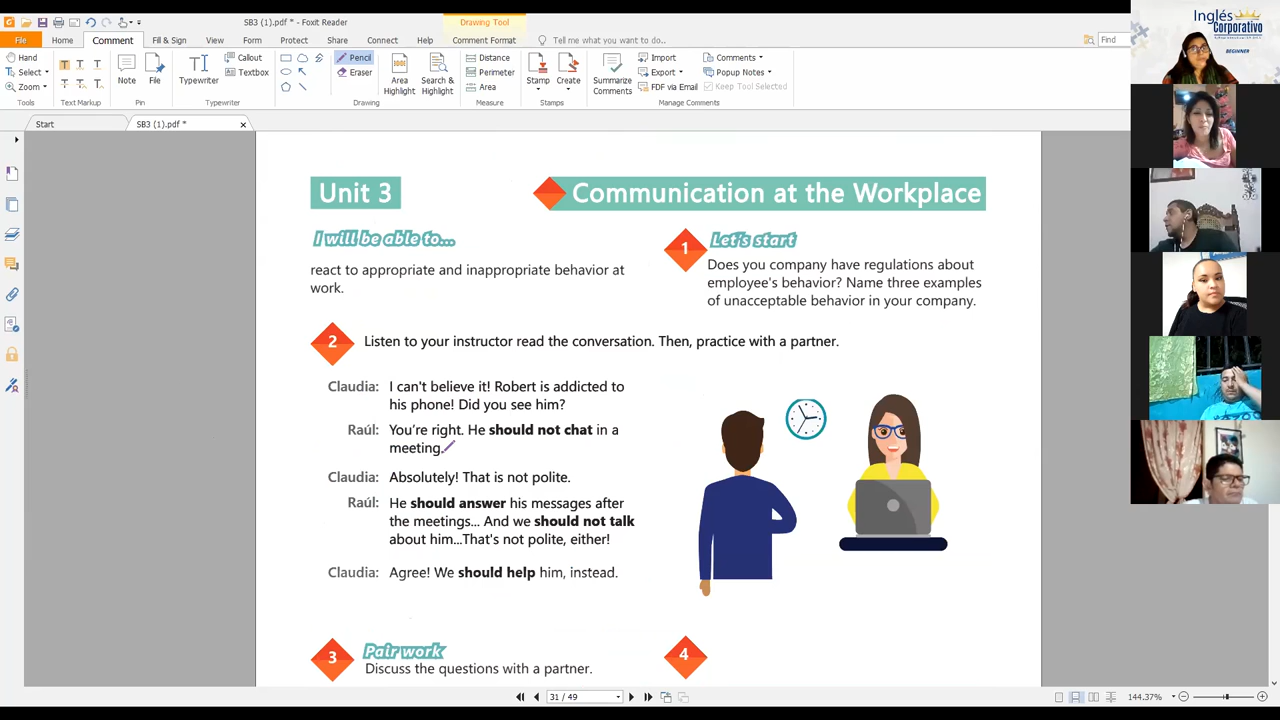 SB3 (1).pdf * - Foxit Reader
Drawing Tool
File
Home
Comment
Fill & Sign
View
Form
Protect
Share
Connect
Help
Comment Format
Tell me what you want to do..
Find
Hand
Select
Zoom
Tools
Text Markup
Note
File
Pin
Typewriter
Callout
Textbox
Typewriter
Pencil
Eraser
Drawing
Area Highlight
Search & Highlight
Distance
Perimeter
Area
Measure
Stamp
Create
Stamps
Summarize Comments
Import
Export
FDF via Email
Comments
Popup Notes
Keep Tool Selected
Manage Comments
Start
SB3 (1).pdf *
Inglés
Corporativo
BEGINNER
Unit 3
Communication at the Workplace
I will be able to...
react to appropriate and inappropriate behavior at
work.
1
Let's start
Does you company have regulations about
employee's behavior? Name three examples
of unacceptable behavior in your company.
2
Listen to your instructor read the conversation. Then, practice with a partner.
Claudia: I can't believe it! Robert is addicted to
his phone! Did you see him?
Raúl: You're right. He should not chat in a
meeting.
Claudia: Absolutely! That is not polite.
Raúl: He should answer his messages after
the meetings... And we should not talk
about him...That's not polite, either!
Claudia: Agree! We should help him, instead.
3
Pair work
Discuss the questions with a partner.
4
31 / 49
144.37%